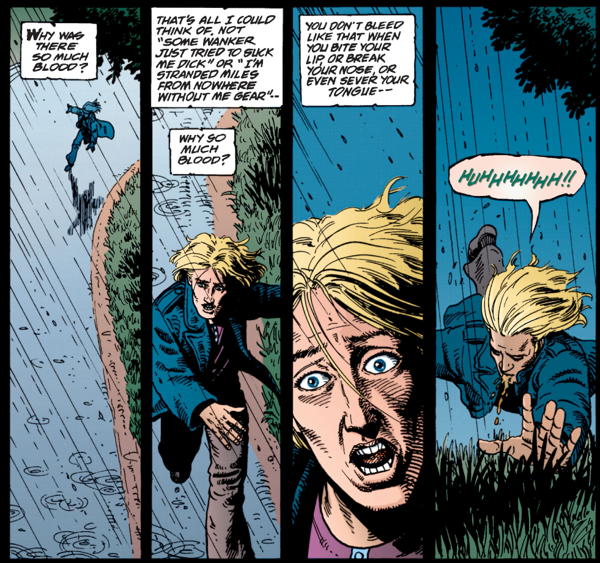 WHY WAS
THERE
SO MUCH
BLOOD?
THAT'S ALL I COULD
THINK OF, NOT
"SOME WANKER
JUST TRIED TO SUCK
ME DICK" OR "I'M
STRANDED MILES
FROM NOWHERE
WITHOUT ME GEAR"--
WHY SO
MUCH
BLOOD?
YOU DON'T BLEED
LIKE THAT WHEN
YOU BITE YOUR
LIP OR BREAK
YOUR NOSE, OR
EVEN SEVER YOUR
TONGUE--
HUHHHHHHH!!